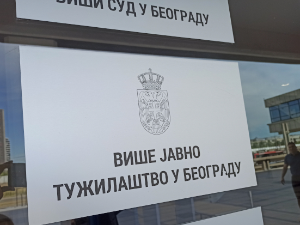 ВИШИ СУД У БЕОГРАДУ
ВИШЕ ЈАВНО
ТУЖИЛАШТВО У БЕОГРАДУ